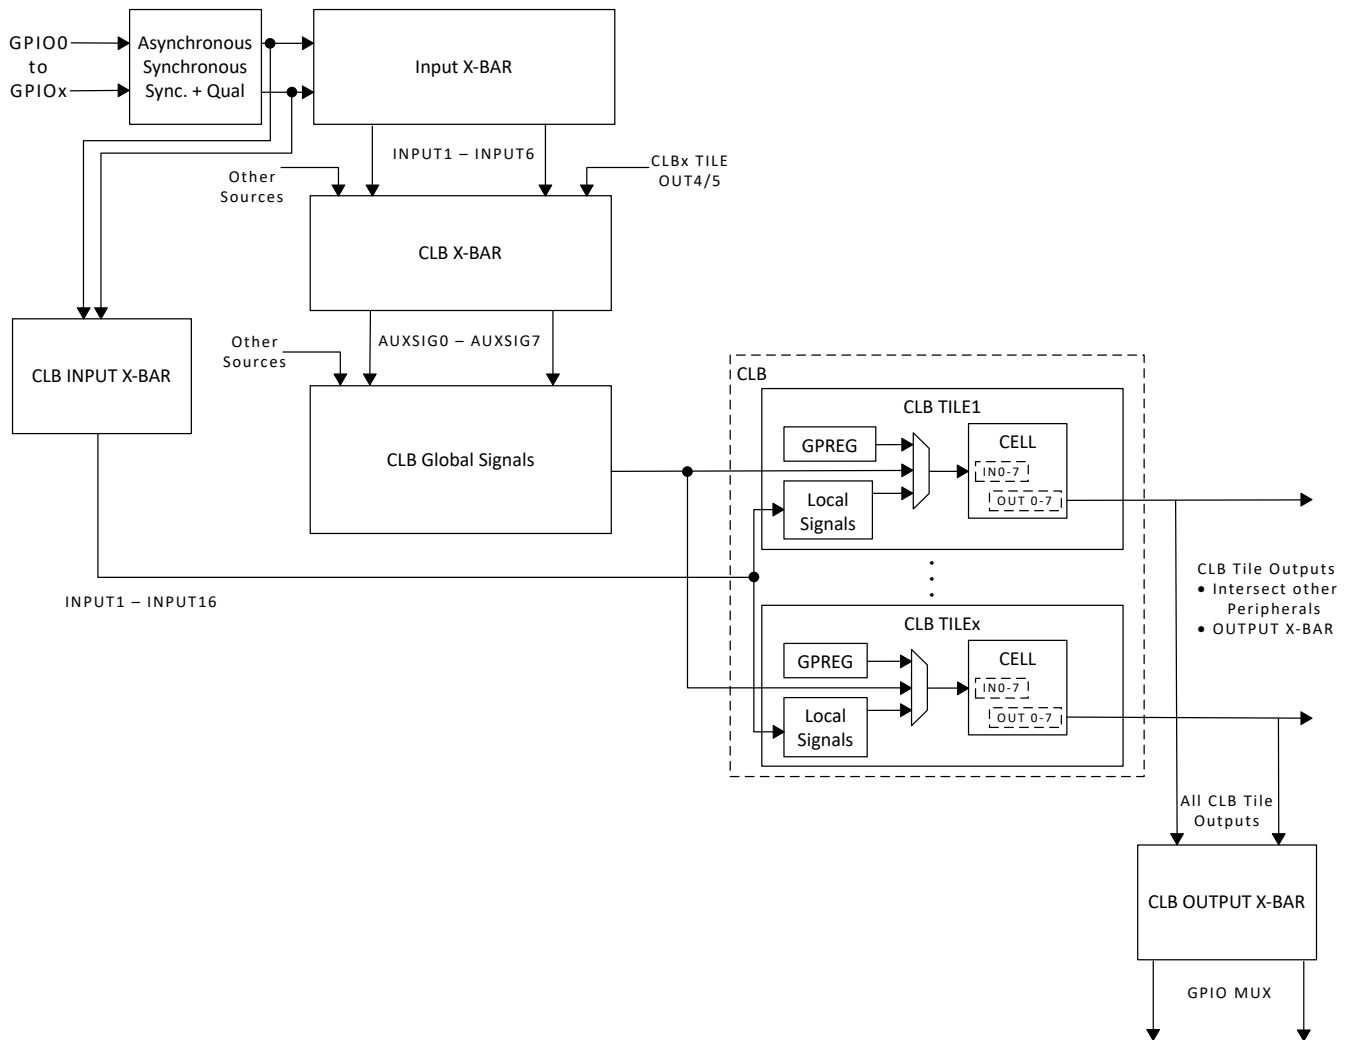 GPIO0
to
GPIOx
Asynchronous
Synchronous
Sync. + Qual
Input X-BAR
INPUT1 – INPUT6
Other
Sources
CLBx TILE
OUT4/5
CLB X-BAR
AUXSIG0 – AUXSIG7
Other
Sources
CLB INPUT X-BAR
CLB Global Signals
INPUT1 – INPUT16
CLB
CLB TILE1
GPREG
Local
Signals
CELL
IN0-7
OUT 0-7
CLB TILEx
GPREG
Local
Signals
CELL
IN0-7
OUT 0-7
CLB Tile Outputs
• Intersect other
Peripherals
• OUTPUT X-BAR
All CLB Tile
Outputs
CLB OUTPUT X-BAR
GPIO MUX